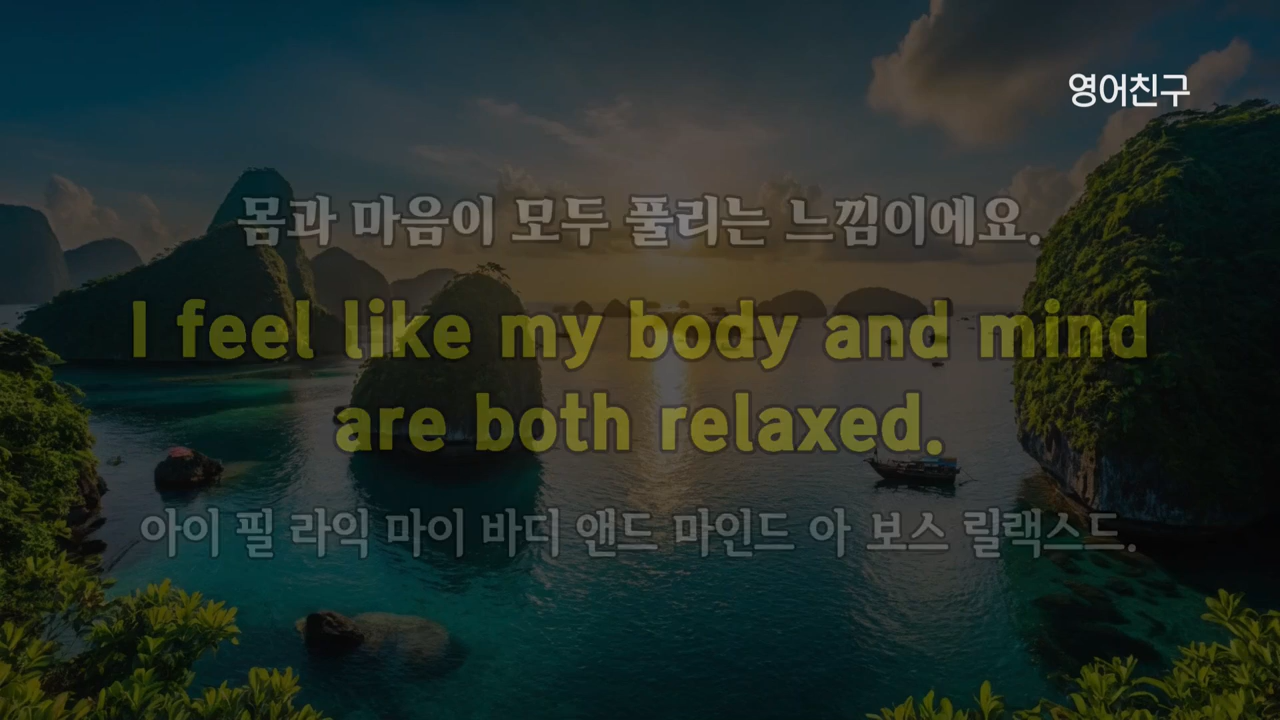 영어친구
몸과 마음이 모두 풀리는 느낌이에요.
I feel like my body and mind
are both relaxed.
아이 필 라익 마이 바디 앤드 마인드 아 보스 릴랙스드.